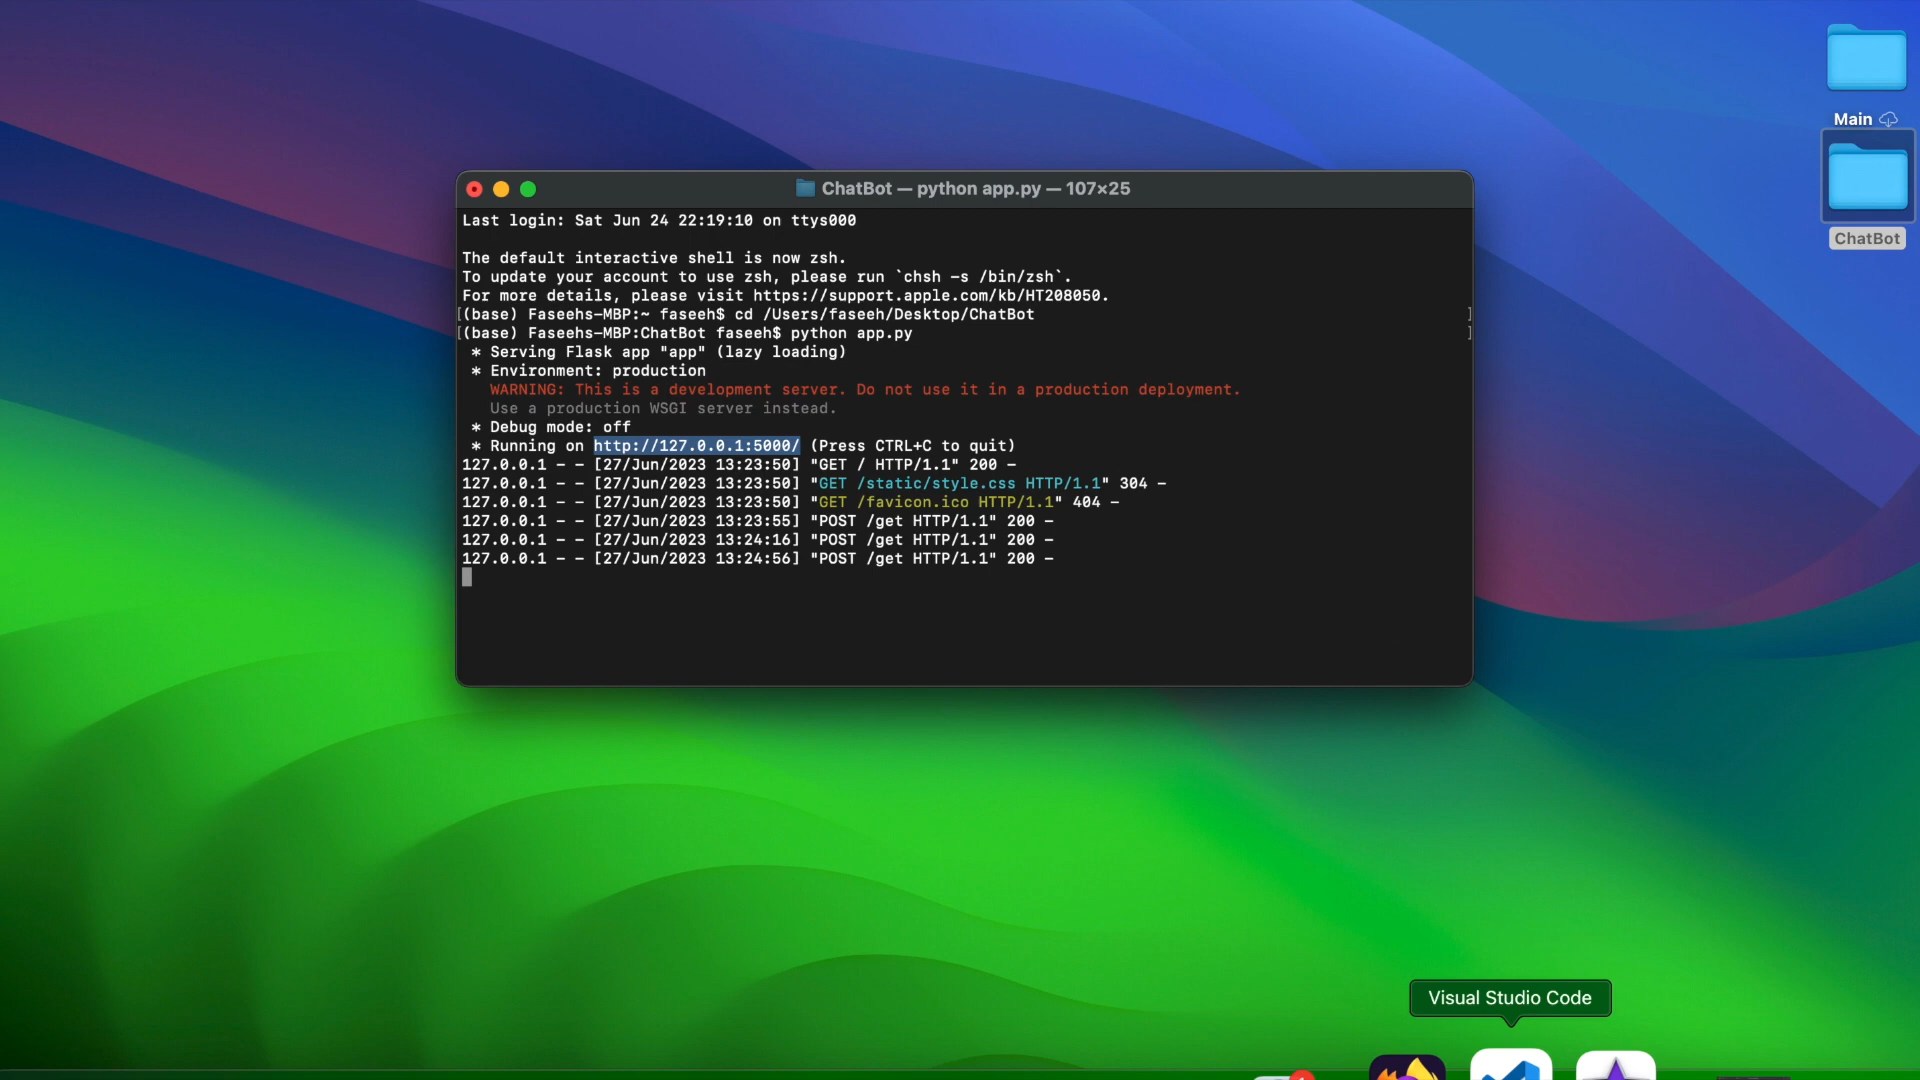 Main
ChatBot
ChatBot — python app.py — 107×25
Last login: Sat Jun 24 22:19:10 on ttys000
The default interactive shell is now zsh.
To update your account to use zsh, please run `chsh -s /bin/zsh`.
For more details, please visit https://support.apple.com/kb/HT208050.
[(base) Faseehs-MBP:~ faseeh$ cd /Users/faseeh/Desktop/ChatBot ]
[(base) Faseehs-MBP:ChatBot faseeh$ python app.py ]
* Serving Flask app "app" (lazy loading)
* Environment: production
WARNING: This is a development server. Do not use it in a production deployment.
Use a production WSGI server instead.
* Debug mode: off
* Running on http://127.0.0.1:5000/ (Press CTRL+C to quit)
127.0.0.1 - - [27/Jun/2023 13:23:50] "GET / HTTP/1.1" 200 -
127.0.0.1 - - [27/Jun/2023 13:23:50] "GET /static/style.css HTTP/1.1" 304 -
127.0.0.1 - - [27/Jun/2023 13:23:50] "GET /favicon.ico HTTP/1.1" 404 -
127.0.0.1 - - [27/Jun/2023 13:23:55] "POST /get HTTP/1.1" 200 -
127.0.0.1 - - [27/Jun/2023 13:24:16] "POST /get HTTP/1.1" 200 -
127.0.0.1 - - [27/Jun/2023 13:24:56] "POST /get HTTP/1.1" 200 -
Visual Studio Code